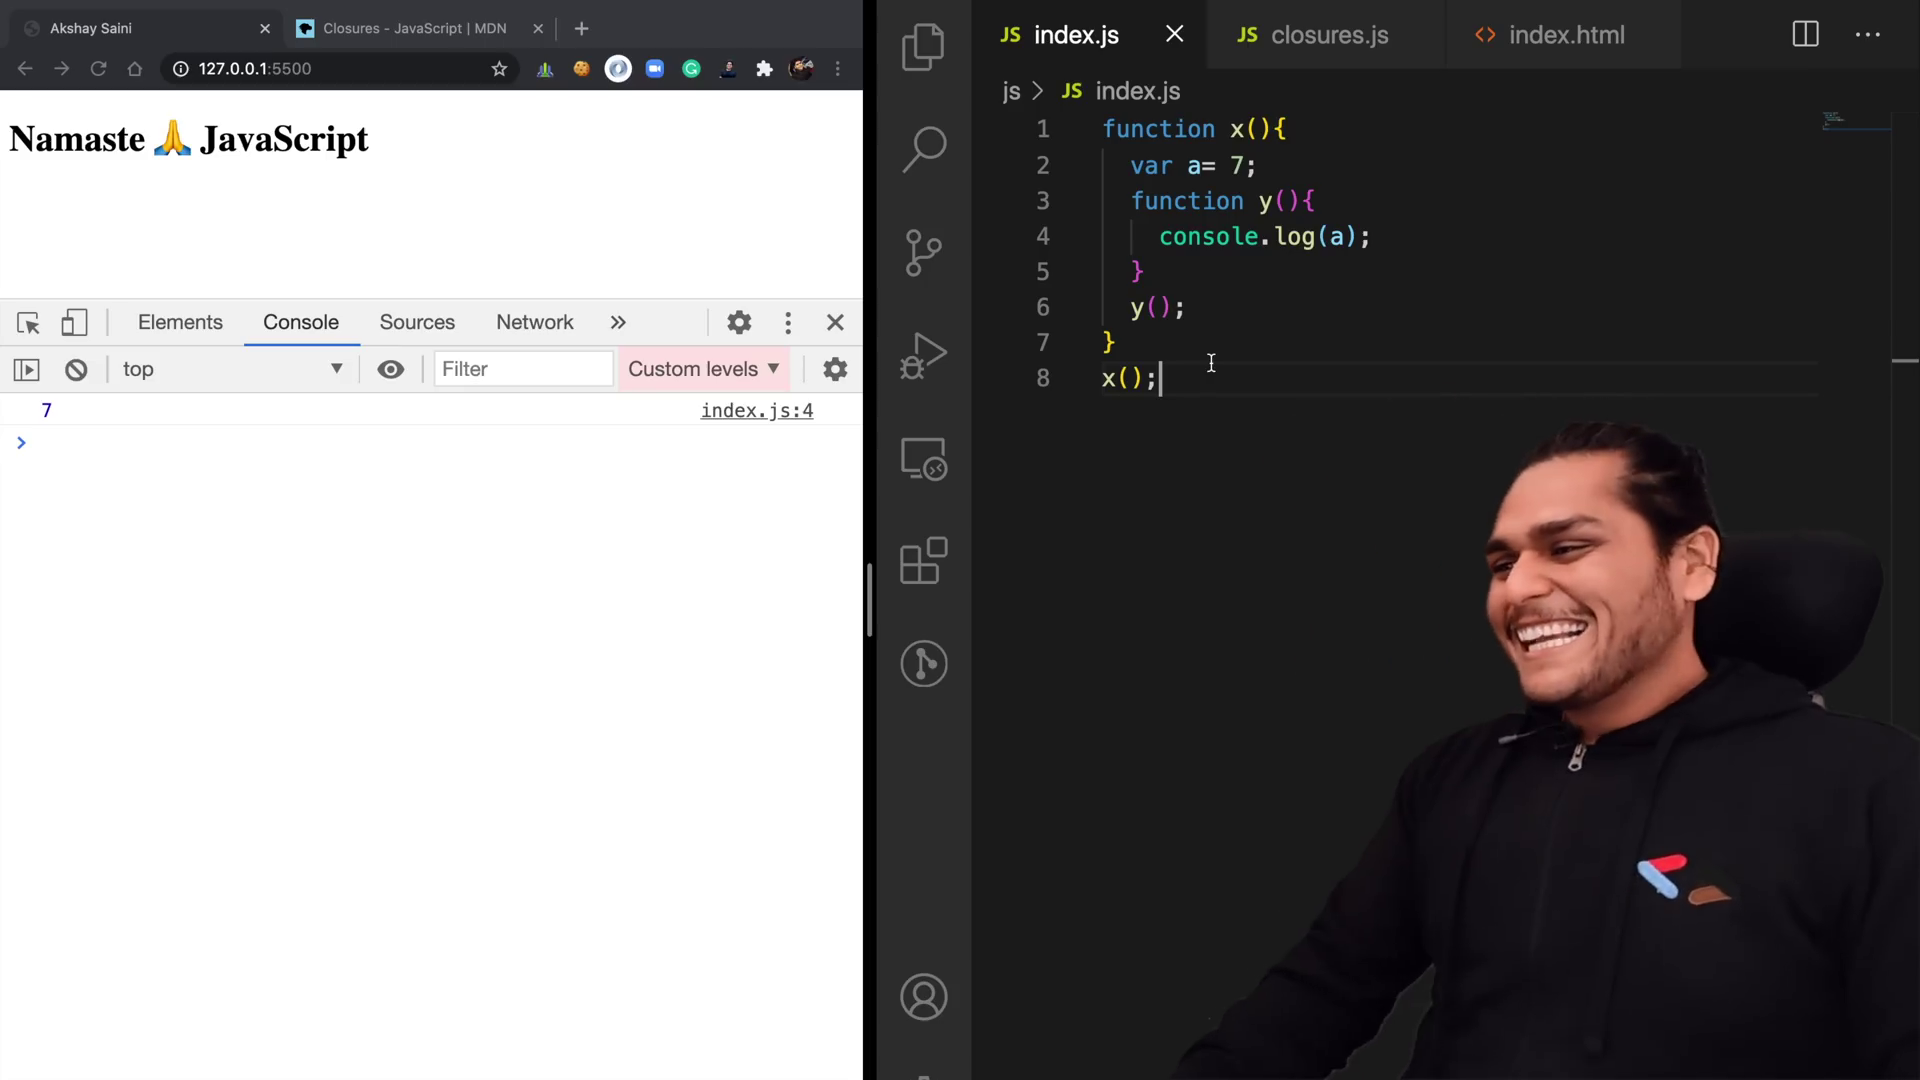 Akshay Saini
Closures - JavaScript | MDN
127.0.0.1:5500
Namaste 🙏 JavaScript
Elements Console Sources Network
top Filter Custom levels
7 index.js:4
JS index.js JS closures.js index.html
js > JS index.js
1 function x(){
2 var a= 7;
3 function y(){
4 console.log(a);
5 }
6 y();
7 }
8 x();